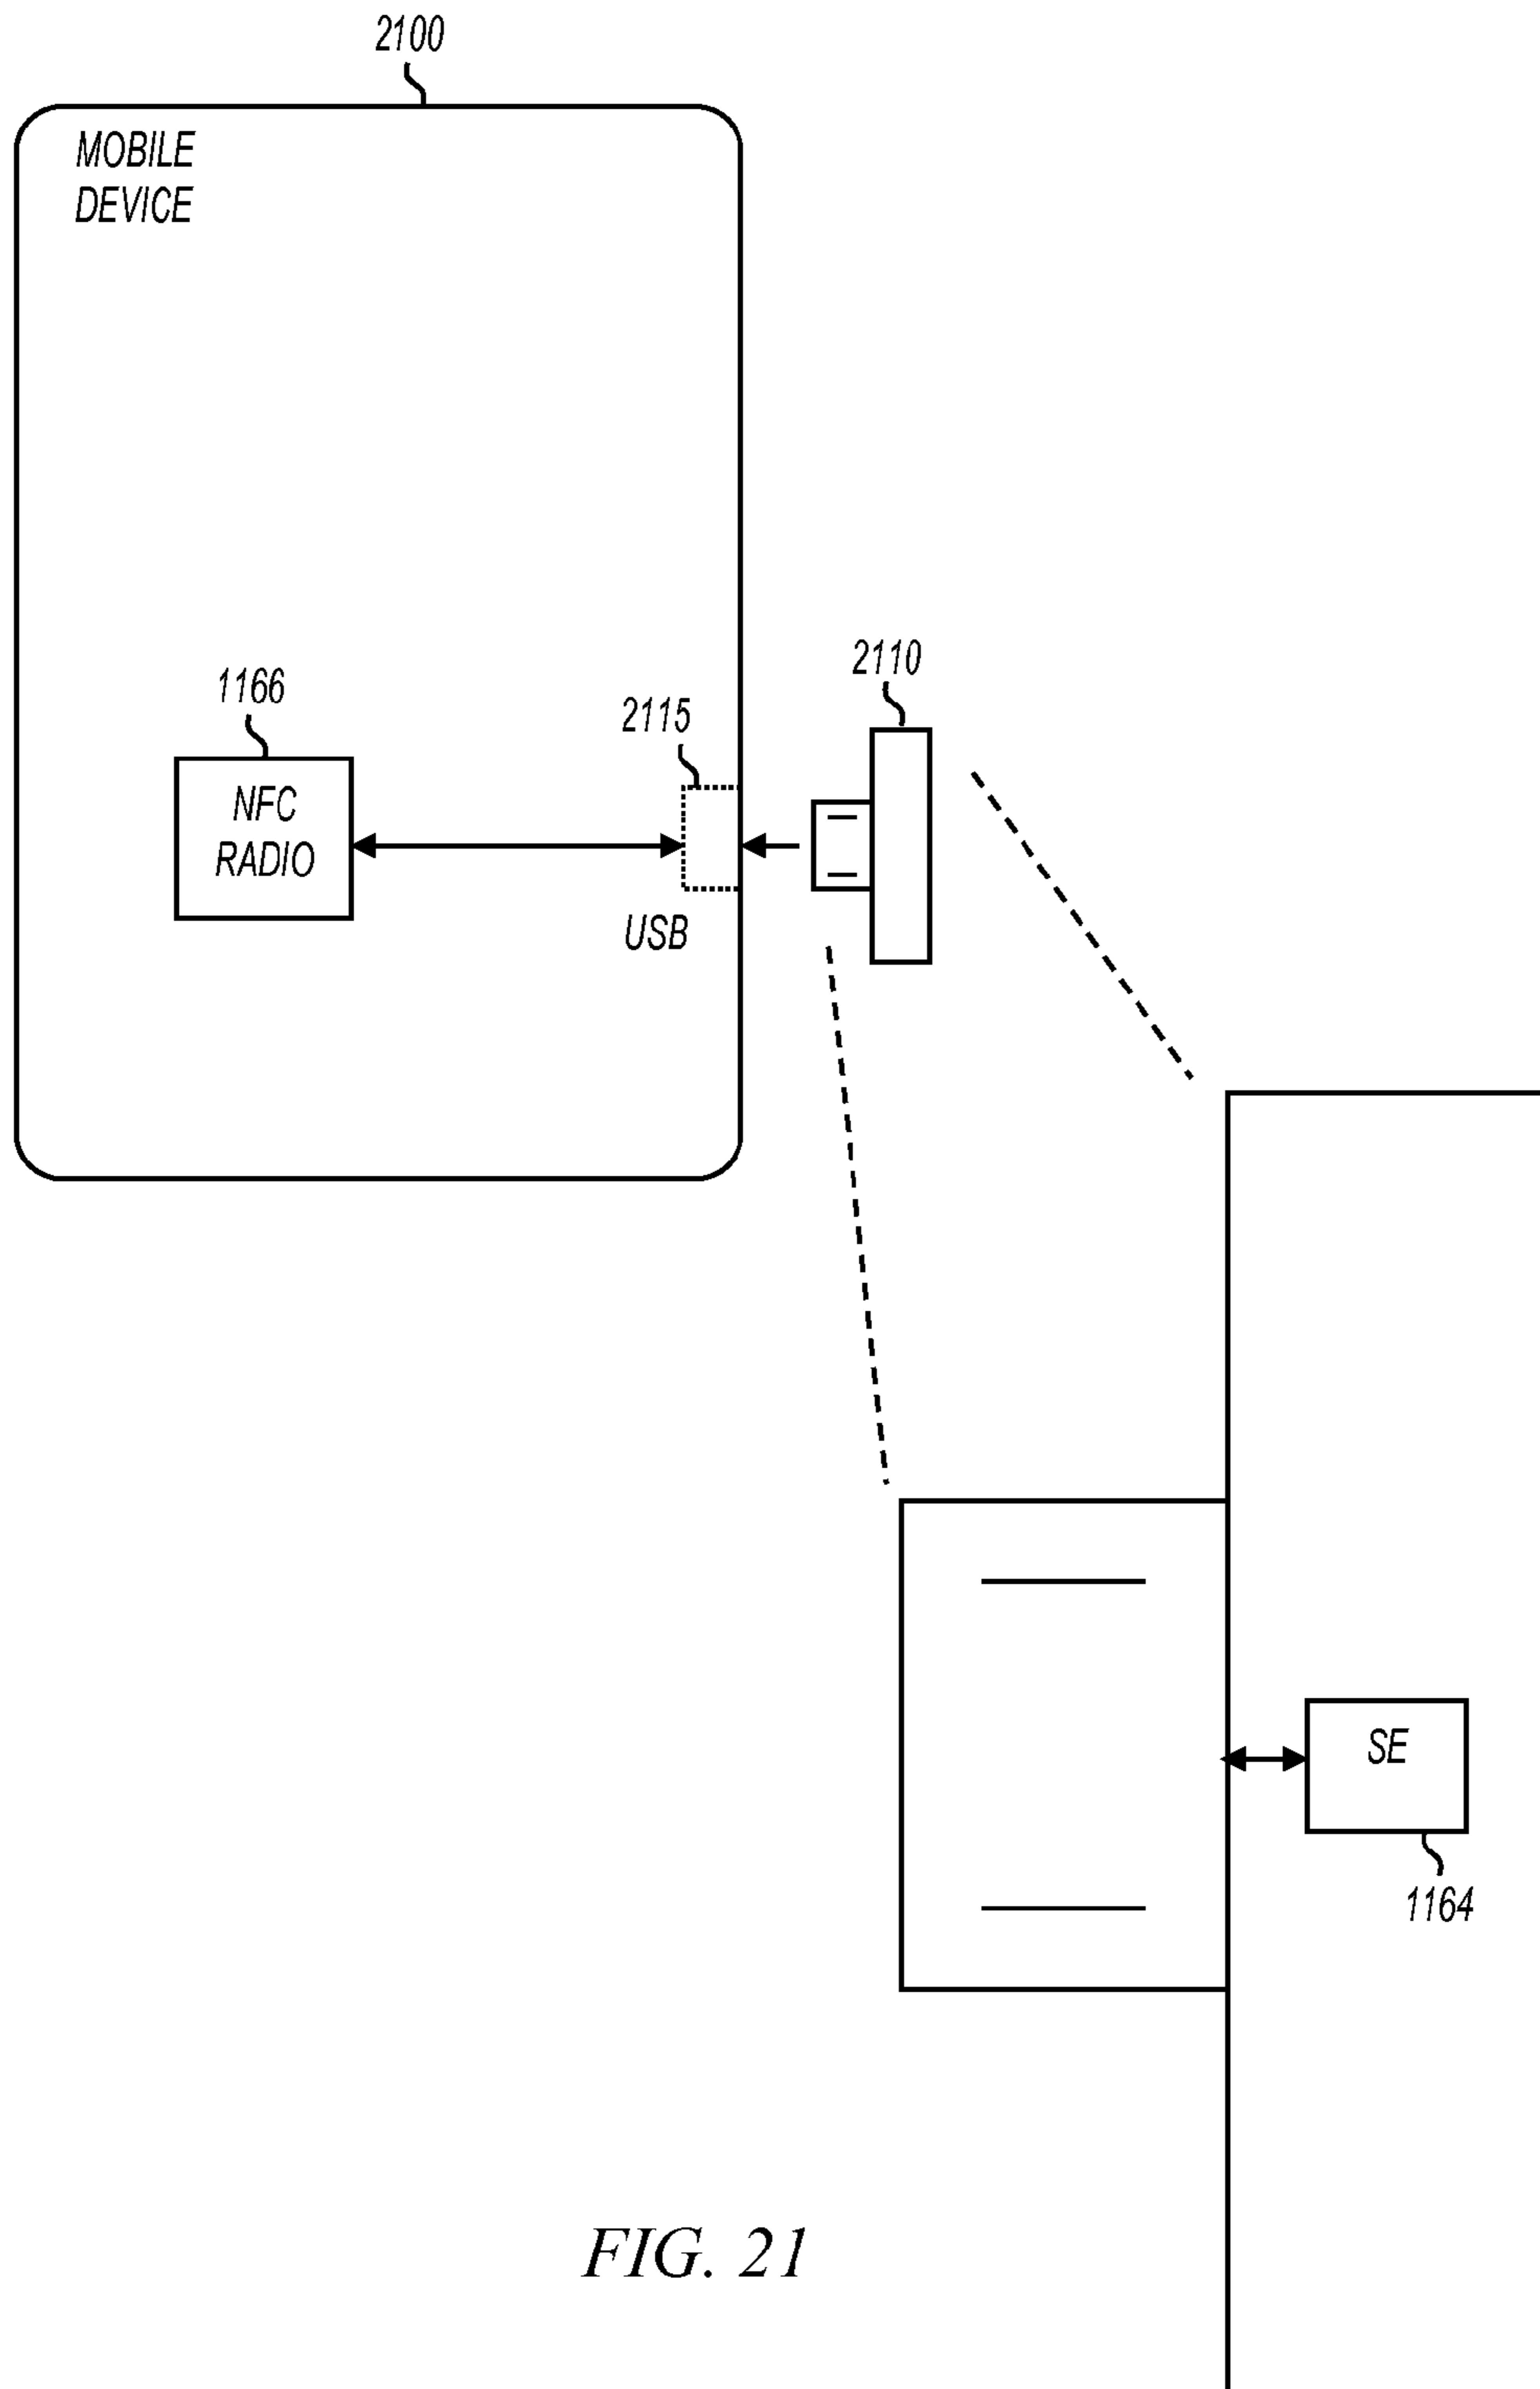 2100
MOBILE
DEVICE
2110
1166
2115
NFC
RADIO
USB
SE
1164
FIG. 21